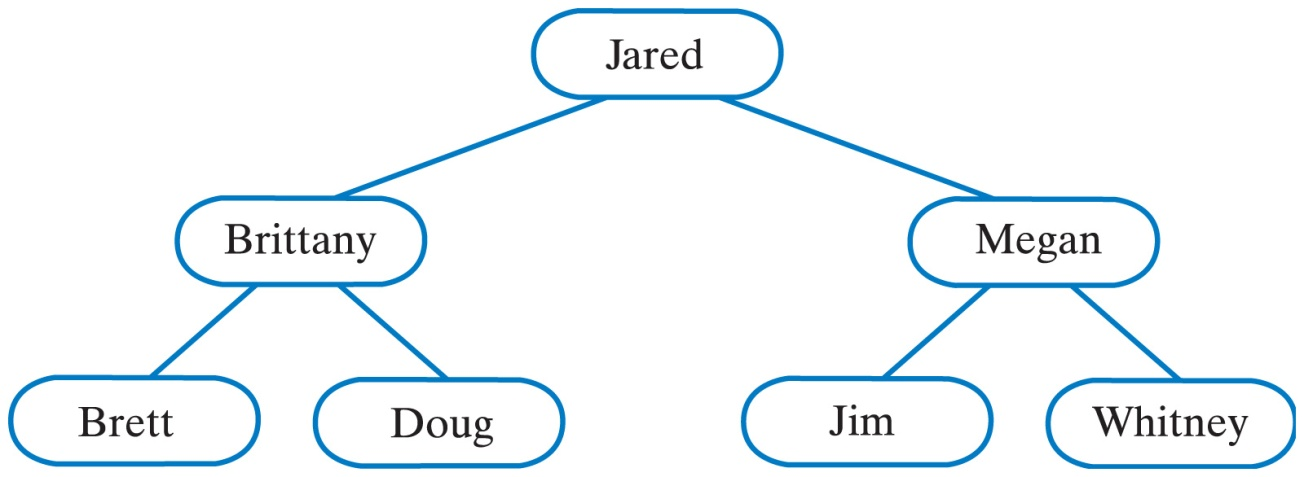 Jared
Brittany
Megan
Brett
Doug
Jim
Whitney